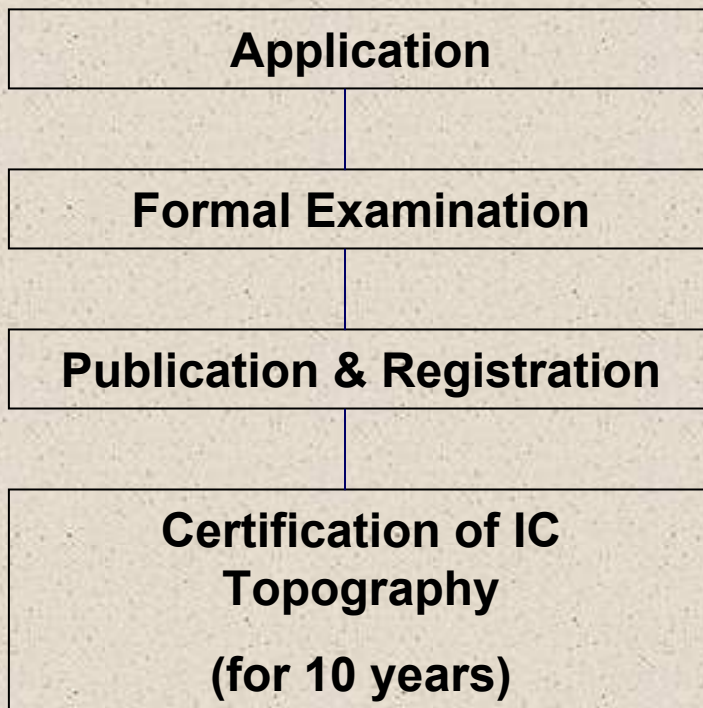 Application
Formal Examination
Publication & Registration
Certification of IC
Topography
(for 10 years)